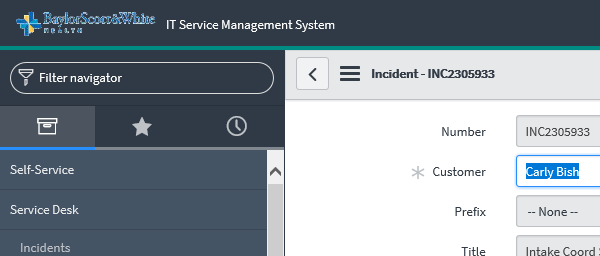 BaylorScott&White
HEALTH
IT Service Management System
Filter navigator
Incident - INC2305933
Number
INC2305933
Self-Service
Customer
Carly Bish
Service Desk
Prefix
-- None --
Incidents
Title
Intake Coord